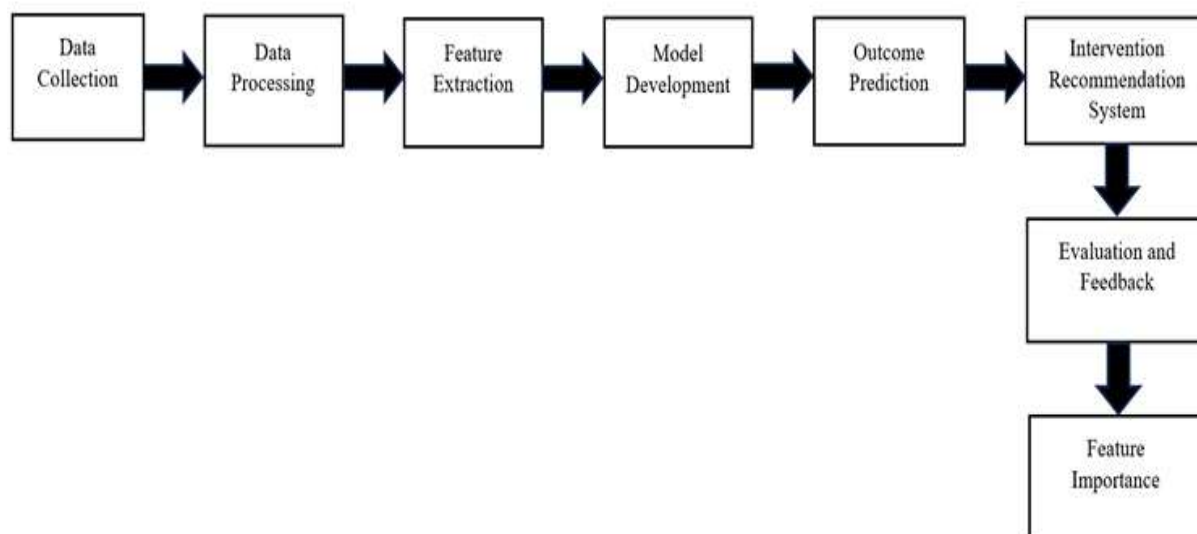 Data
Collection
Data
Processing
Feature
Extraction
Model
Development
Outcome
Prediction
Intervention
Recommendation
System
Evaluation and
Feedback
Feature
Importance